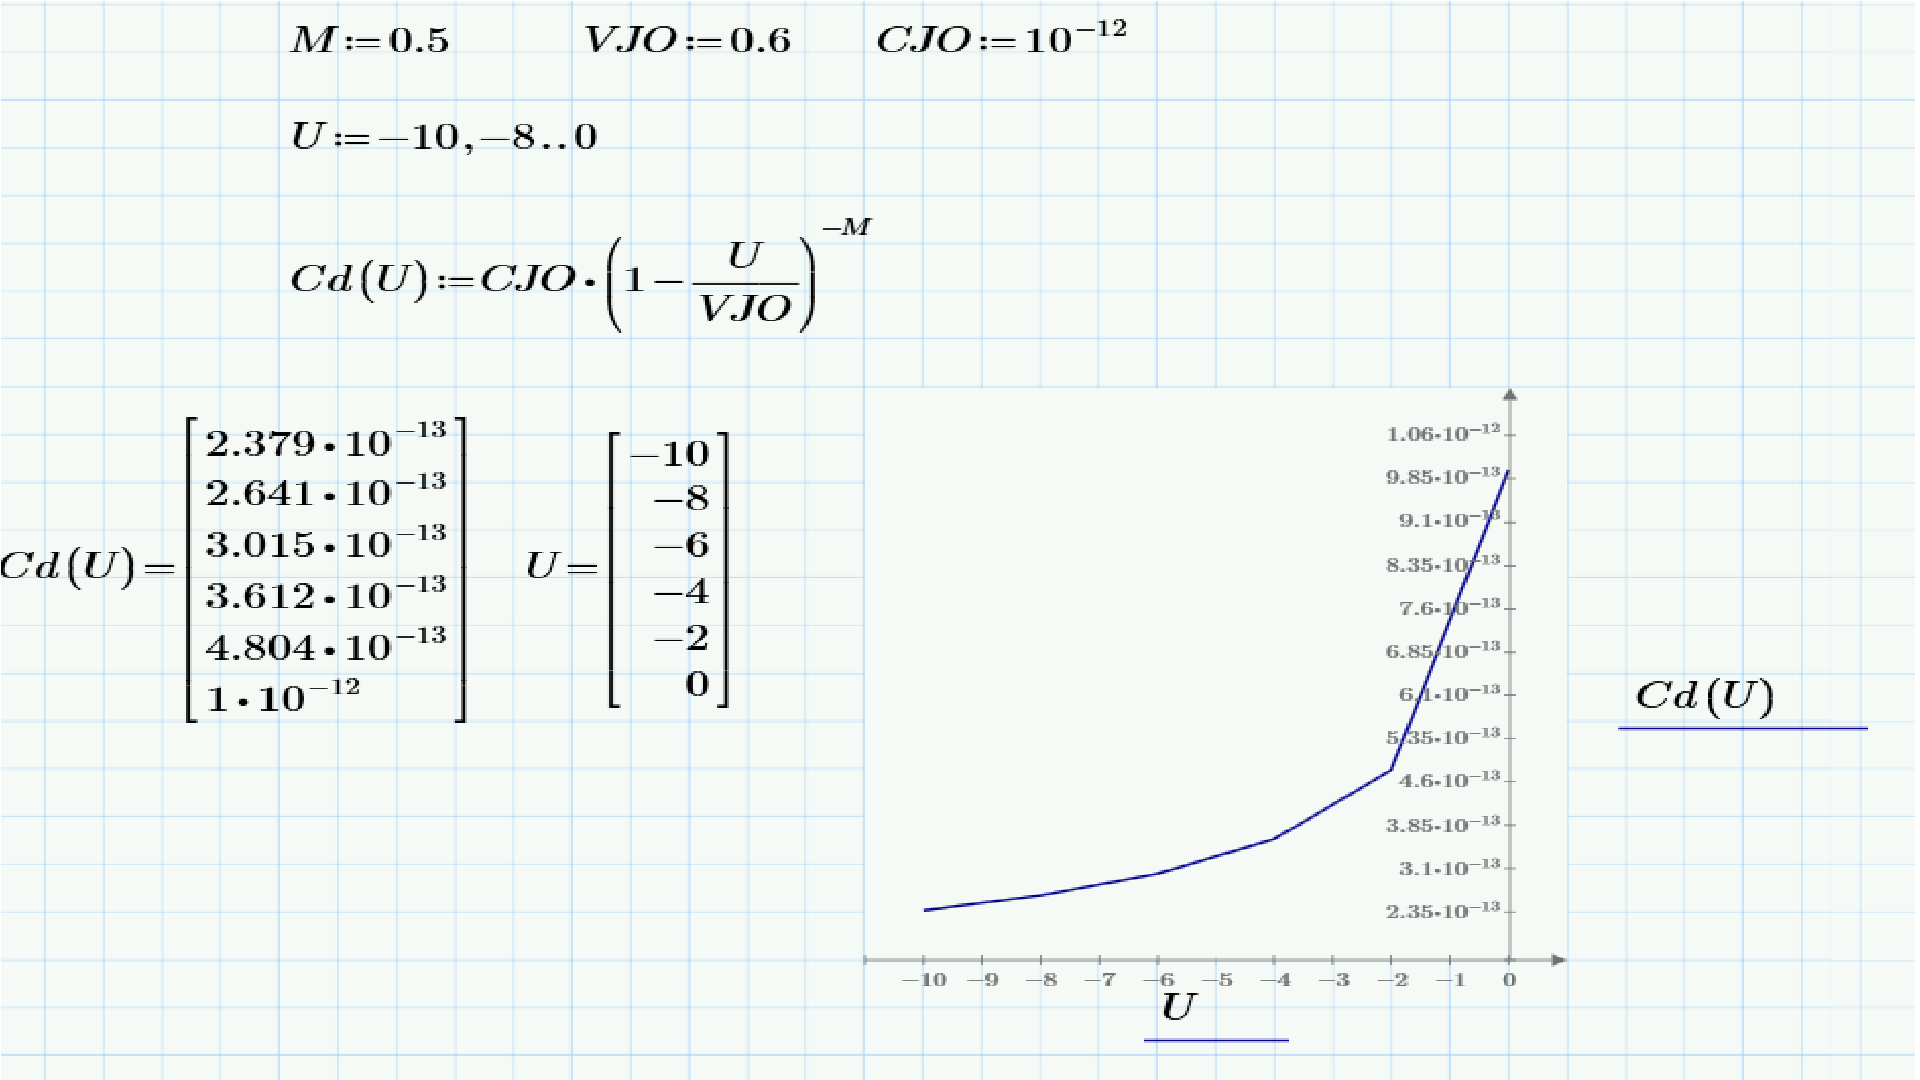 M:=0.5 VJO:=0.6 CJO:=10⁻¹²
U:=−10,−8..0
Cd(U):=CJO·(1−U/VJO)^−M
Cd(U)=[2.379·10⁻¹³ 2.641·10⁻¹³ 3.015·10⁻¹³ 3.612·10⁻¹³ 4.804·10⁻¹³ 1·10⁻¹²]
U=[−10 −8 −6 −4 −2 0]
1.06·10⁻¹²
9.85·10⁻¹³
9.1·10⁻¹³
8.35·10⁻¹³
7.6·10⁻¹³
6.85·10⁻¹³
6.1·10⁻¹³
5.35·10⁻¹³
4.6·10⁻¹³
3.85·10⁻¹³
3.1·10⁻¹³
2.35·10⁻¹³
−10 −9 −8 −7 −6 −5 −4 −3 −2 −1 0
U
Cd(U)